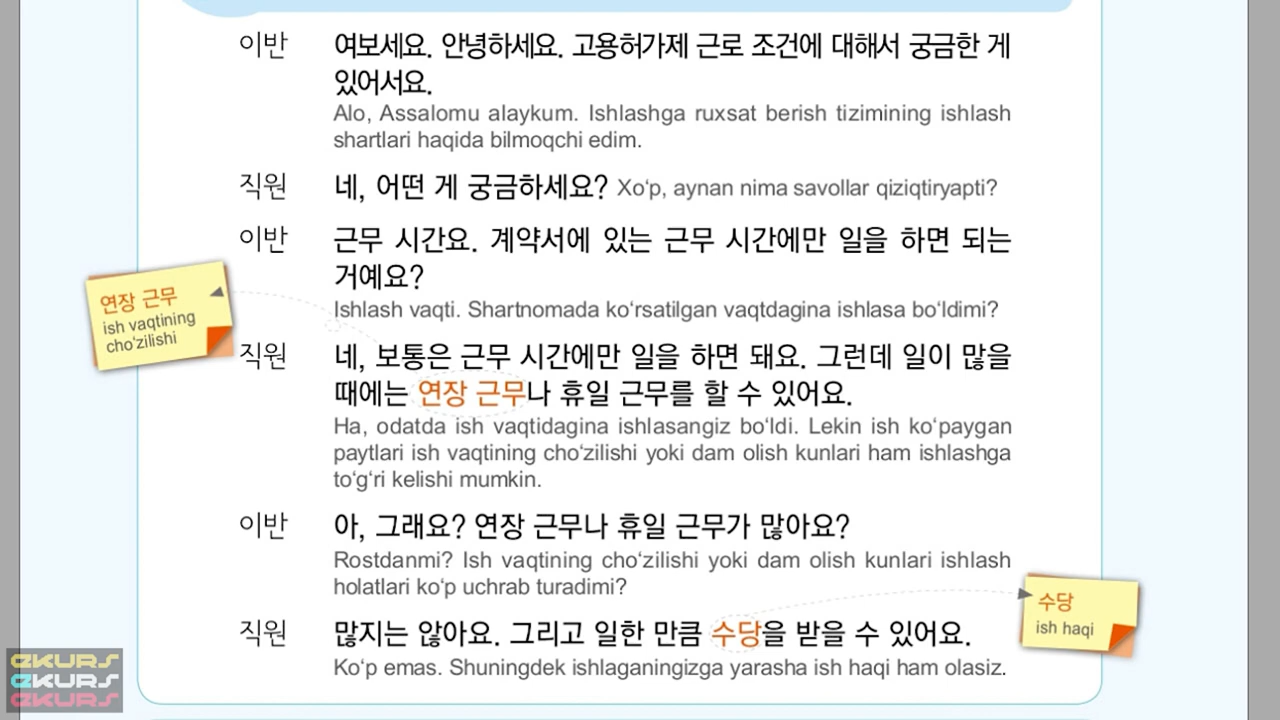 이반 여보세요. 안녕하세요. 고용허가제 근로 조건에 대해서 궁금한 게
있어서요.
Alo, Assalomu alaykum. Ishlashga ruxsat berish tizimining ishlash
shartlari haqida bilmoqchi edim.
직원 네, 어떤 게 궁금하세요? Xo‘p, aynan nima savollar qiziqtiryapti?
이반 근무 시간요. 계약서에 있는 근무 시간에만 일을 하면 되는
거예요?
Ishlash vaqti. Shartnomada ko‘rsatilgan vaqtdagina ishlasa bo‘ldimi?
연장 근무
ish vaqtining
cho‘zilishi
직원 네, 보통은 근무 시간에만 일을 하면 돼요. 그런데 일이 많을
때에는 연장 근무나 휴일 근무를 할 수 있어요.
Ha, odatda ish vaqtidagina ishlasangiz bo‘ldi. Lekin ish ko‘paygan
paytlari ish vaqtining cho‘zilishi yoki dam olish kunlari ham ishlashga
to‘g‘ri kelishi mumkin.
이반 아, 그래요? 연장 근무나 휴일 근무가 많아요?
Rostdanmi? Ish vaqtining cho‘zilishi yoki dam olish kunlari ishlash
holatlari ko‘p uchrab turadimi?
직원 많지는 않아요. 그리고 일한 만큼 수당을 받을 수 있어요.
Ko‘p emas. Shuningdek ishlaganingizga yarasha ish haqi ham olasiz.
수당
ish haqi
eKURS
eKURS
eKURS